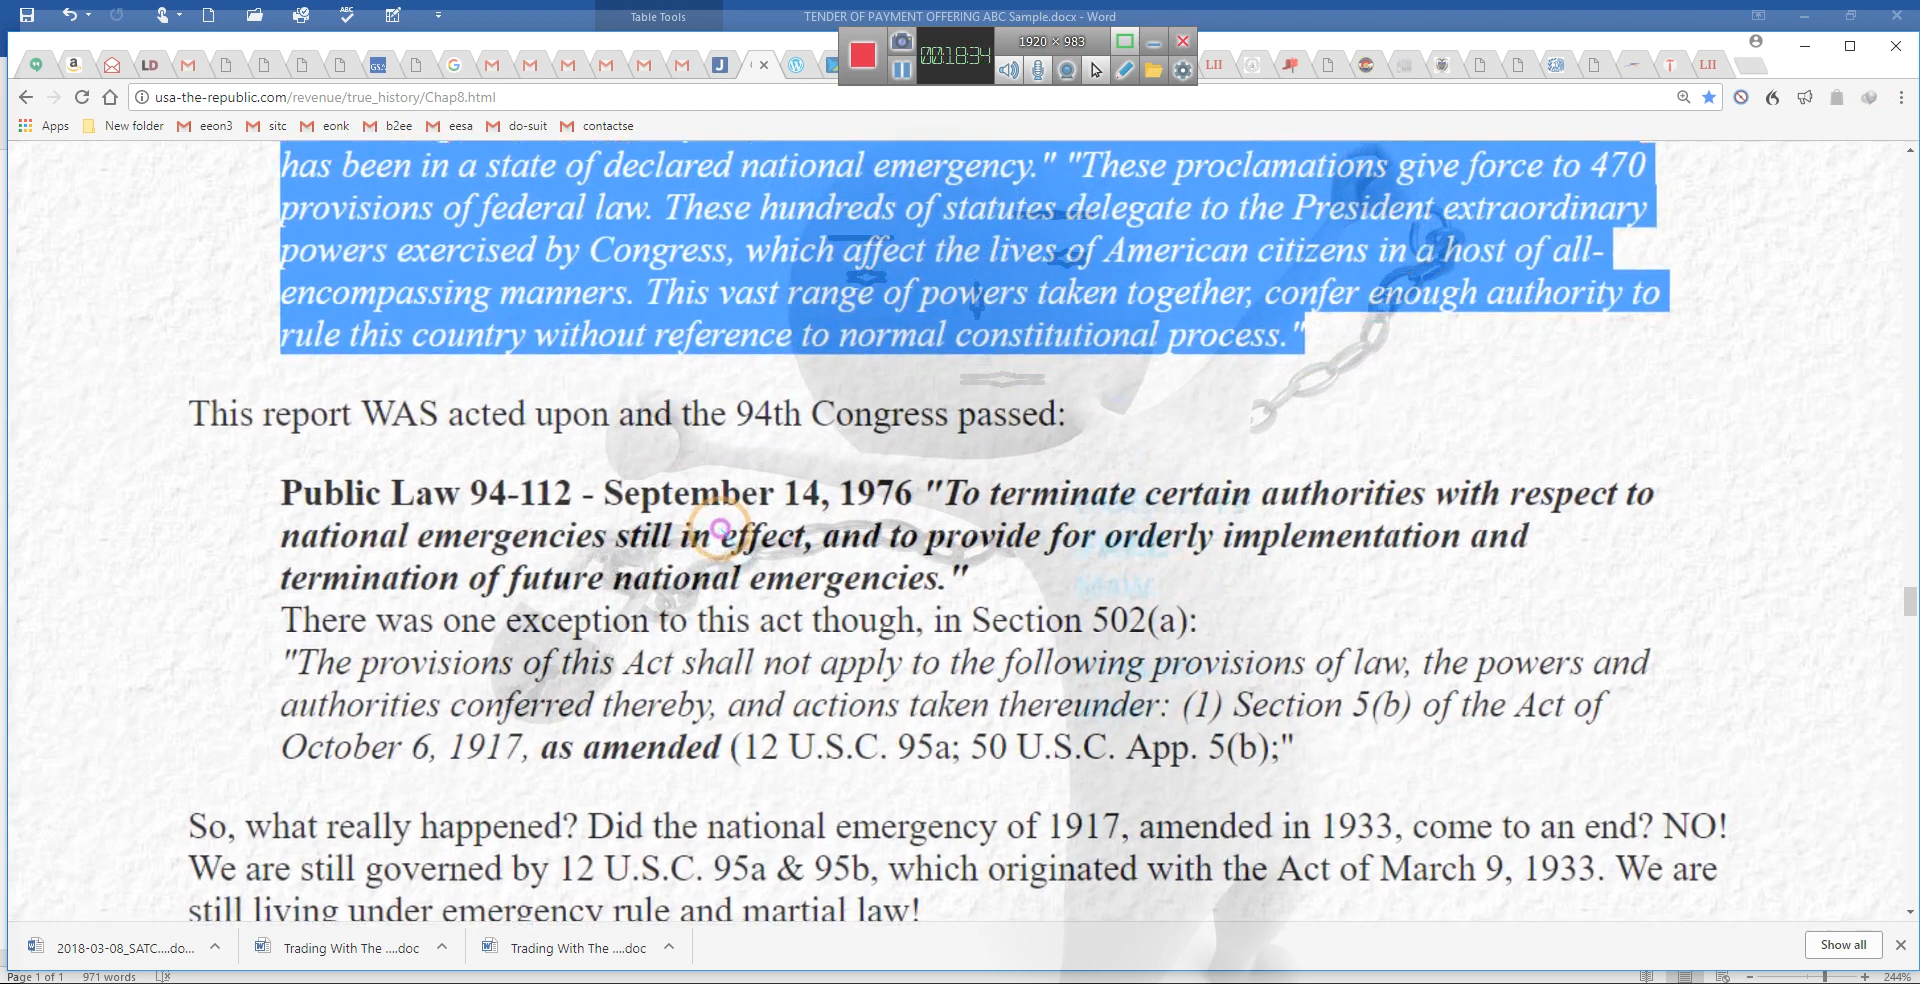 Table Tools
TENDER OF PAYMENT OFFERING ABC Sample.docx - Word
ABC
1920 × 983
00:18:34
LD
GSA
J
LII
T
LII
usa-the-republic.com/revenue/true_history/Chap8.html
Apps New folder eeon3 sitc eonk b2ee eesa do-suit contactse
has been in a state of declared national emergency." "These proclamations give force to 470
provisions of federal law. These hundreds of statutes delegate to the President extraordinary
powers exercised by Congress, which affect the lives of American citizens in a host of all-
encompassing manners. This vast range of powers taken together, confer enough authority to
rule this country without reference to normal constitutional process."
This report WAS acted upon and the 94th Congress passed:
Public Law 94-112 - September 14, 1976 "To terminate certain authorities with respect to
national emergencies still in effect, and to provide for orderly implementation and
termination of future national emergencies."
There was one exception to this act though, in Section 502(a):
"The provisions of this Act shall not apply to the following provisions of law, the powers and
authorities conferred thereby, and actions taken thereunder: (1) Section 5(b) of the Act of
October 6, 1917, as amended (12 U.S.C. 95a; 50 U.S.C. App. 5(b);"
So, what really happened? Did the national emergency of 1917, amended in 1933, come to an end? NO!
We are still governed by 12 U.S.C. 95a & 95b, which originated with the Act of March 9, 1933. We are
still living under emergency rule and martial law!
2018-03-08_SATC....do... Trading With The ....doc Trading With The ....doc Show all
Page 1 of 1 971 words 244%